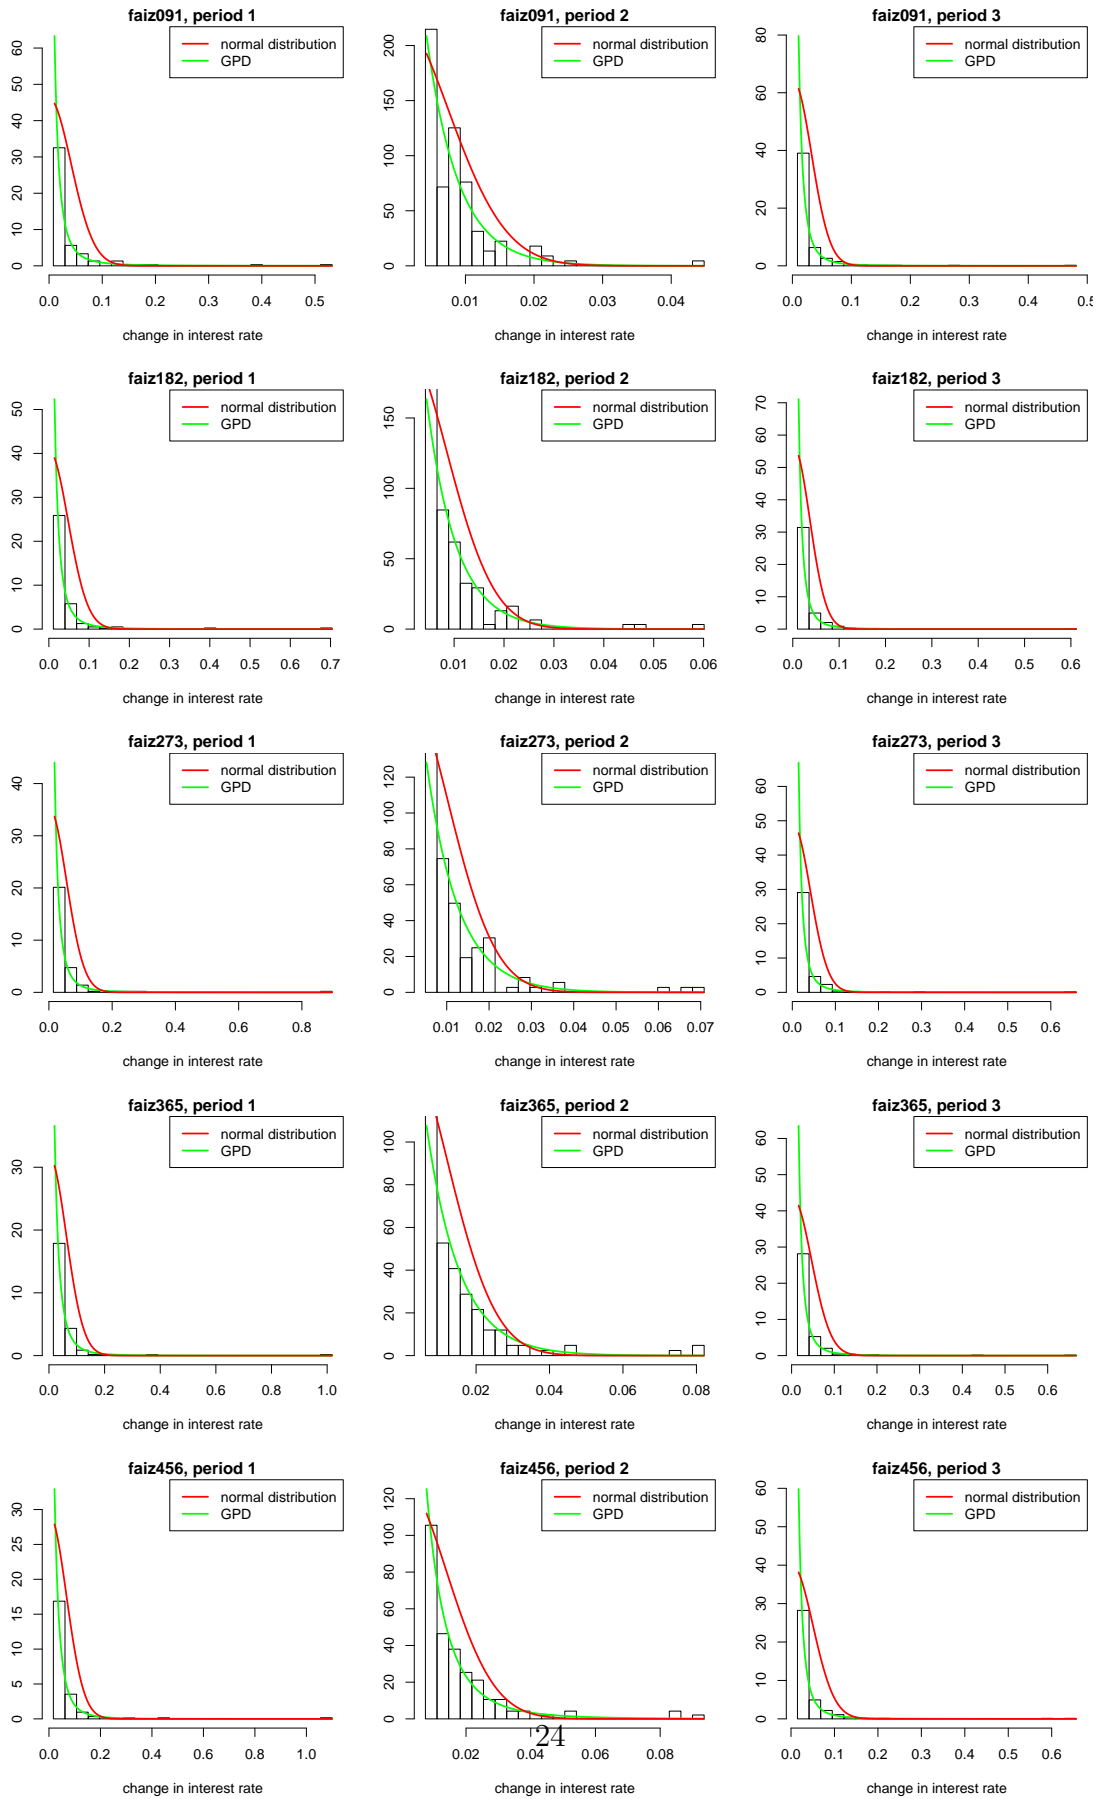 faiz091, period 1
normal distribution
GPD
0 10 20 30 40 50 60
0.0 0.1 0.2 0.3 0.4 0.5
change in interest rate
faiz091, period 2
normal distribution
GPD
0 50 100 150 200
0.01 0.02 0.03 0.04
change in interest rate
faiz091, period 3
normal distribution
GPD
0 20 40 60 80
0.0 0.1 0.2 0.3 0.4 0.5
change in interest rate
faiz182, period 1
normal distribution
GPD
0 10 20 30 40 50
0.0 0.1 0.2 0.3 0.4 0.5 0.6 0.7
change in interest rate
faiz182, period 2
normal distribution
GPD
0 50 100 150
0.01 0.02 0.03 0.04 0.05 0.06
change in interest rate
faiz182, period 3
normal distribution
GPD
0 10 20 30 40 50 60 70
0.0 0.1 0.2 0.3 0.4 0.5 0.6
change in interest rate
faiz273, period 1
normal distribution
GPD
0 10 20 30 40
0.0 0.2 0.4 0.6 0.8
change in interest rate
faiz273, period 2
normal distribution
GPD
0 20 40 60 80 100 120
0.01 0.02 0.03 0.04 0.05 0.06 0.07
change in interest rate
faiz273, period 3
normal distribution
GPD
0 10 20 30 40 50 60
0.0 0.1 0.2 0.3 0.4 0.5 0.6
change in interest rate
faiz365, period 1
normal distribution
GPD
0 10 20 30
0.0 0.2 0.4 0.6 0.8 1.0
change in interest rate
faiz365, period 2
normal distribution
GPD
0 20 40 60 80 100
0.02 0.04 0.06 0.08
change in interest rate
faiz365, period 3
normal distribution
GPD
0 10 20 30 40 50 60
0.0 0.1 0.2 0.3 0.4 0.5 0.6
change in interest rate
faiz456, period 1
normal distribution
GPD
0 5 10 15 20 25 30
0.0 0.2 0.4 0.6 0.8 1.0
change in interest rate
faiz456, period 2
normal distribution
GPD
0 20 40 60 80 100 120
0.02 0.04 0.06 0.08
change in interest rate
faiz456, period 3
normal distribution
GPD
0 10 20 30 40 50 60
0.0 0.1 0.2 0.3 0.4 0.5 0.6
change in interest rate
24